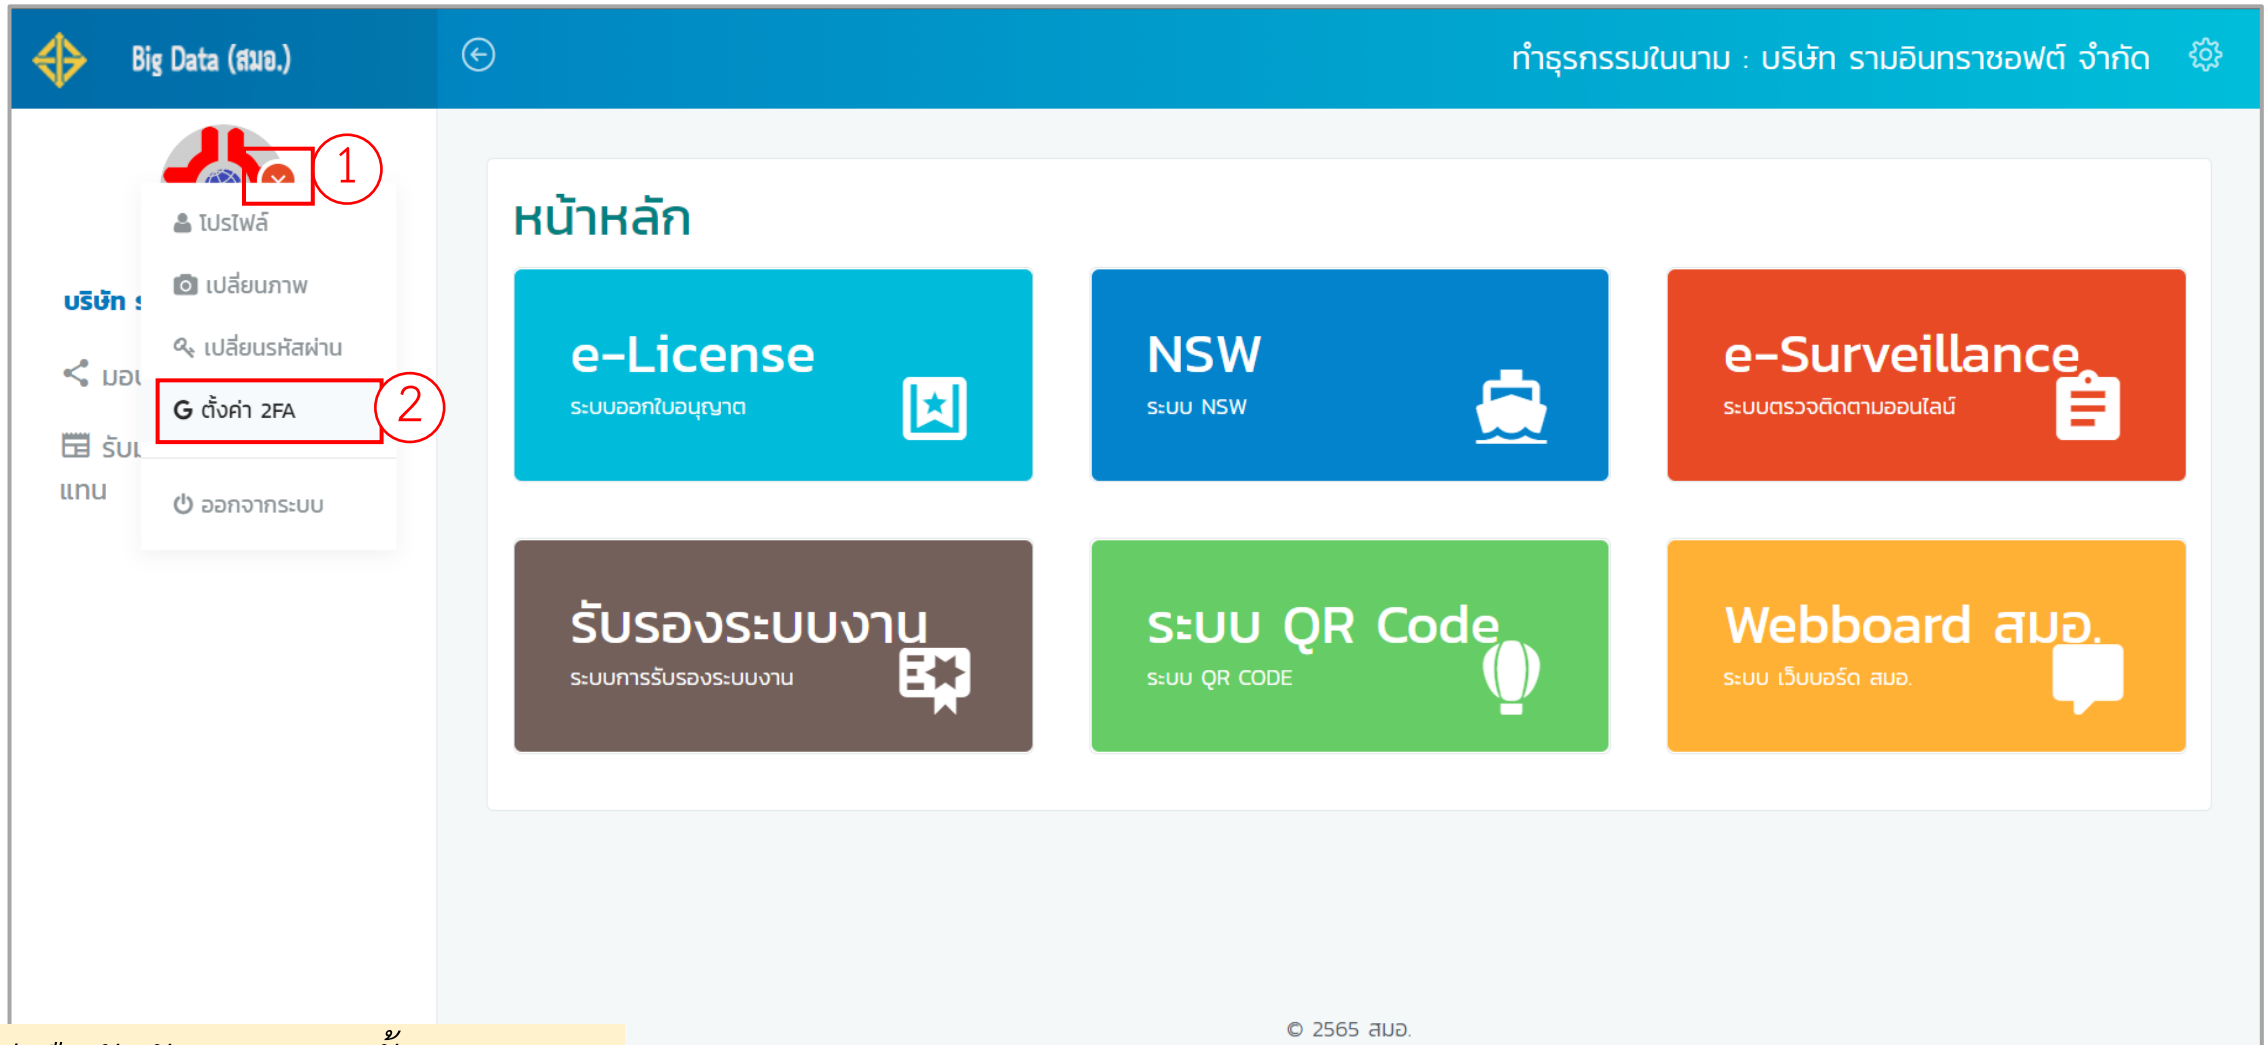 Big Data (สมอ.)
ทำธุรกรรมในนาม : บริษัท รามอินทราซอฟต์ จำกัด
1
โปรไฟล์
เปลี่ยนภาพ
บริษัท
เปลี่ยนรหัสผ่าน
ตั้งค่า 2FA
2
แทน
ออกจากระบบ
หน้าหลัก
e-License
ระบบออกใบอนุญาต
NSW
ระบบ NSW
e-Surveillance
ระบบตรวจติดตามออนไลน์
รับรองระบบงาน
ระบบการรับรองระบบงาน
ระบบ QR Code
ระบบ QR CODE
Webboard สมอ.
ระบบ เว็บบอร์ด สมอ.
© 2565 สมอ.